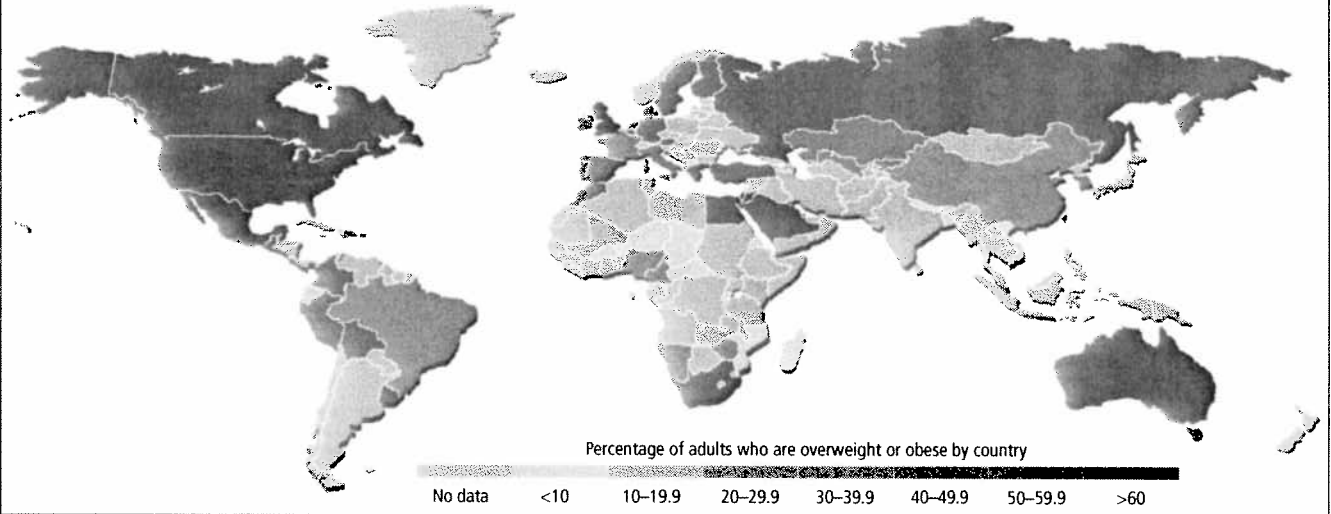 Percentage of adults who are overweight or obese by country
No data <10 10–19.9 20–29.9 30–39.9 40–49.9 50–59.9 >60